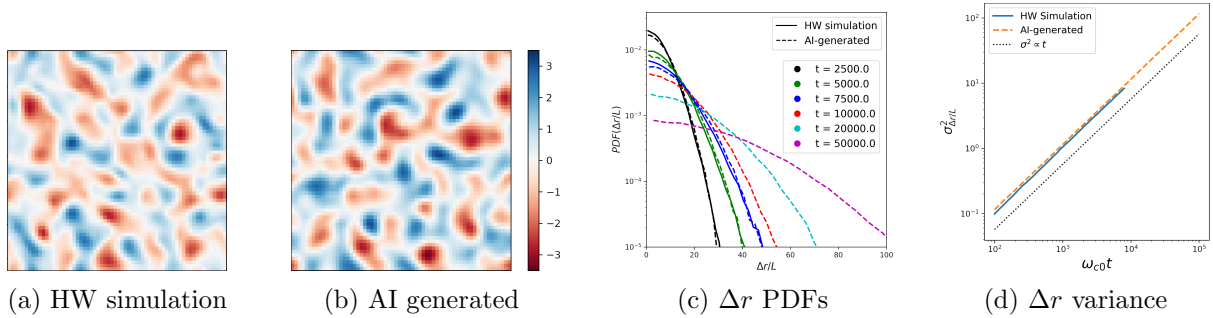 3
2
1
0
−1
−2
−3
(a) HW simulation
(b) AI generated
PDF(Δr/L)
10⁻²
10⁻³
10⁻⁴
10⁻⁵
0 20 40 60 80 100
Δr/L
HW simulation
AI-generated
t = 2500.0
t = 5000.0
t = 7500.0
t = 10000.0
t = 20000.0
t = 50000.0
(c) Δr PDFs
σ²_Δr/L
10²
10¹
10⁰
10⁻¹
10² 10³ 10⁴ 10⁵
ω_c0 t
HW Simulation
AI-generated
σ² ∝ t
(d) Δr variance